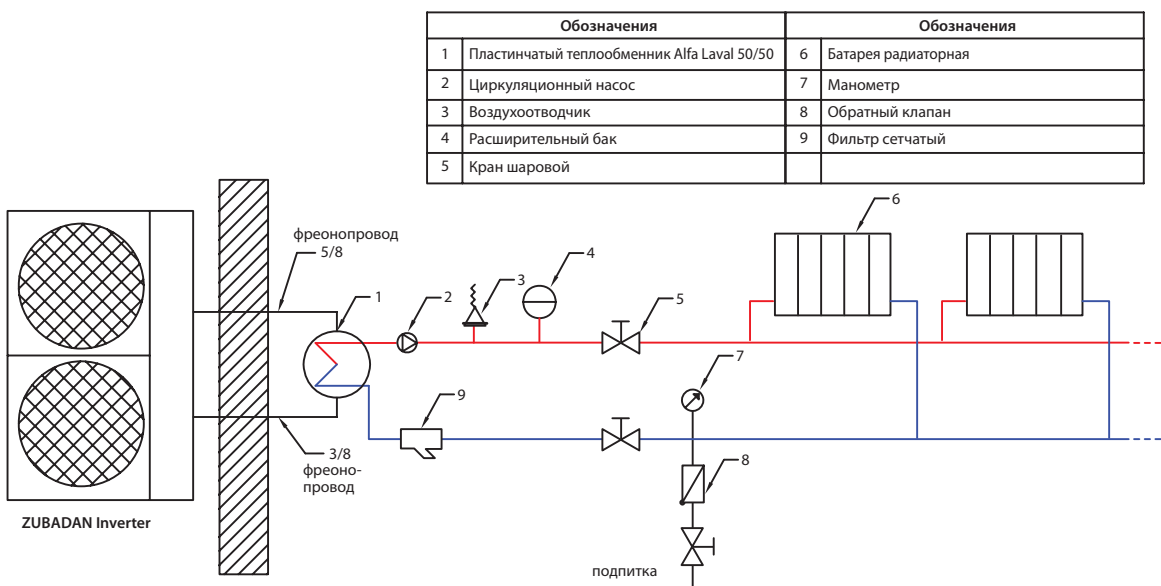 Обозначения Обозначения
1 Пластинчатый теплообменник Alfa Laval 50/50 6 Батарея радиаторная
2 Циркуляционный насос 7 Манометр
3 Воздухоотводчик 8 Обратный клапан
4 Расширительный бак 9 Фильтр сетчатый
5 Кран шаровой
6
фреонопровод
5/8
4
3
1
2
5
7
9
3/8
фреоно-
провод
8
ZUBADAN Inverter
подпитка